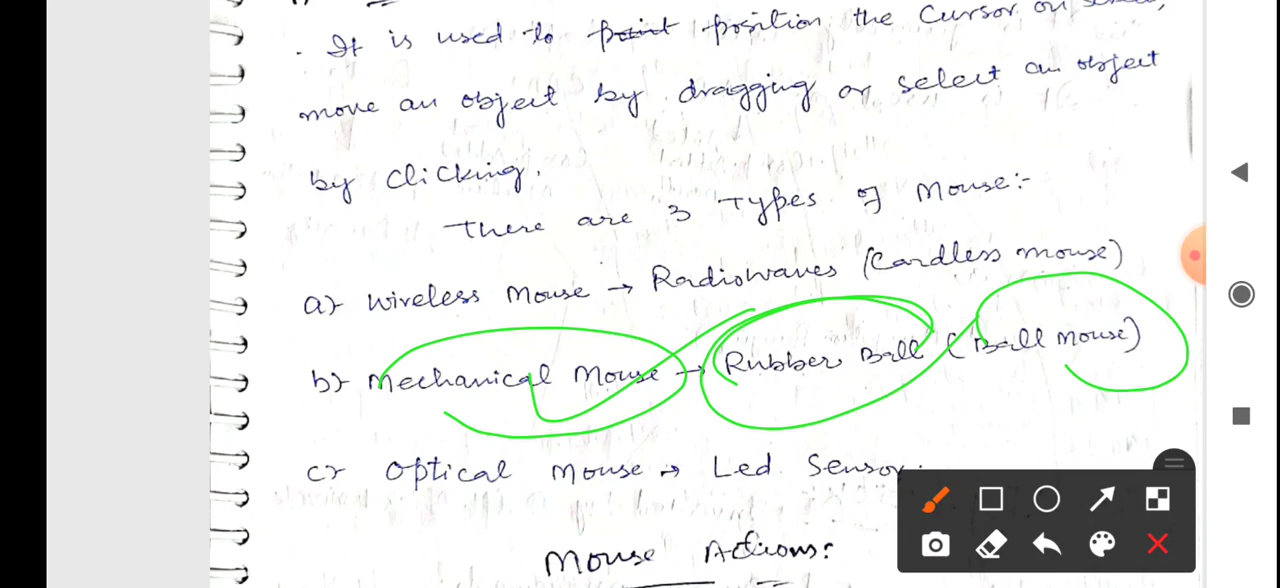 . It is used to point position the Cursor on
move an object by dragging or select an object
by clicking.
There are 3 Types of Mouse:-
a) Wireless Mouse → Radiowaves (Cardless mouse)
b) Mechanical Mouse → Rubber Ball (Ball mouse)
c) Optical Mouse → Led Sensor.
Mouse Actions: